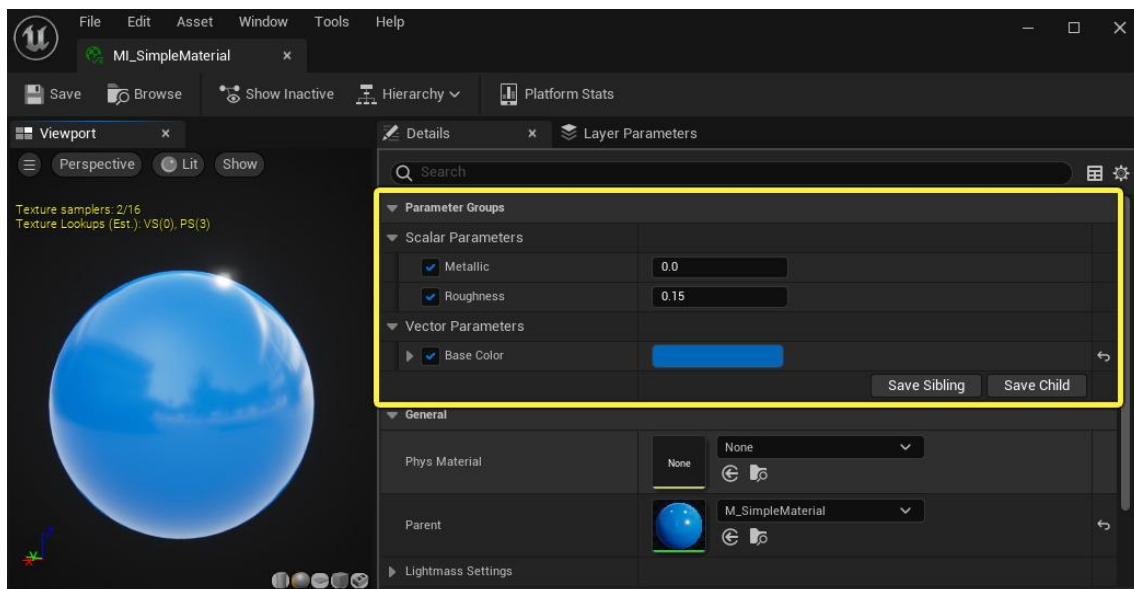 File Edit Asset Window Tools Help
MI_SimpleMaterial
Save Browse Show Inactive Hierarchy Platform Stats
Viewport
Details Layer Parameters
Perspective Lit Show
Search
Texture samplers: 2/16
Texture Lookups (Est.): VS(0), PS(3)
Parameter Groups
Scalar Parameters
Metallic 0.0
Roughness 0.15
Vector Parameters
Base Color
Save Sibling Save Child
General
Phys Material None None
Parent M_SimpleMaterial
Lightmass Settings